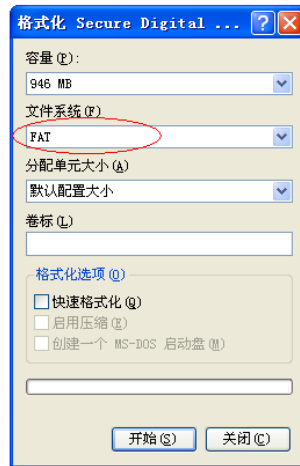 格式化 Secure Digital ...
容量(P):
946 MB
文件系统(F)
FAT
分配单元大小(A)
默认配置大小
卷标(L)
格式化选项(O)
快速格式化(Q)
启用压缩(E)
创建一个 MS-DOS 启动盘(M)
开始(S)
关闭(C)